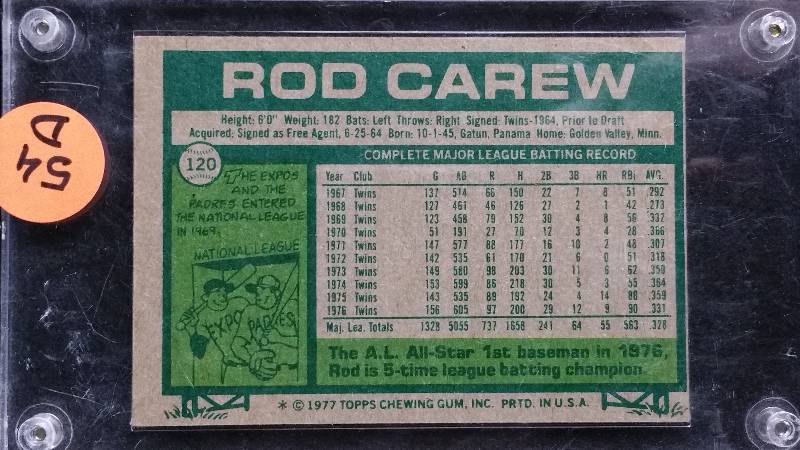 ROD CAREW
Height: 6'0" Weight: 182 Bats: Left Throws: Right Signed: Twins-1964, Prior to Draft
Acquired: Signed as Free Agent, 6-25-64 Born: 10-1-45, Gatun, Panama Home: Golden Valley, Minn.
120
THE EXPOS
AND THE
PADRES ENTERED
THE NATIONAL LEAGUE
IN 1969.
NATIONAL LEAGUE
EXPO PADRES
COMPLETE MAJOR LEAGUE BATTING RECORD
Year Club G AB R H 2B 3B HR RBI AVG.
1967 Twins 137 514 66 150 22 7 8 51 .292
1968 Twins 127 461 46 126 27 2 1 42 .273
1969 Twins 123 458 79 152 30 4 8 56 .332
1970 Twins 51 191 27 70 12 3 4 28 .366
1971 Twins 147 577 88 177 16 10 2 48 .307
1972 Twins 142 535 61 170 21 6 0 51 .318
1973 Twins 149 580 98 203 30 11 6 62 .350
1974 Twins 153 599 86 218 30 5 3 55 .364
1975 Twins 143 535 89 192 24 4 14 80 .359
1976 Twins 156 605 97 200 29 12 9 90 .331
Maj. Lea. Totals 1328 5055 737 1658 241 64 55 563 .328
The A.L. All-Star 1st baseman in 1976,
Rod is 5-time league batting champion.
* © 1977 TOPPS CHEWING GUM, INC. PRTD. IN U.S.A.
54
D